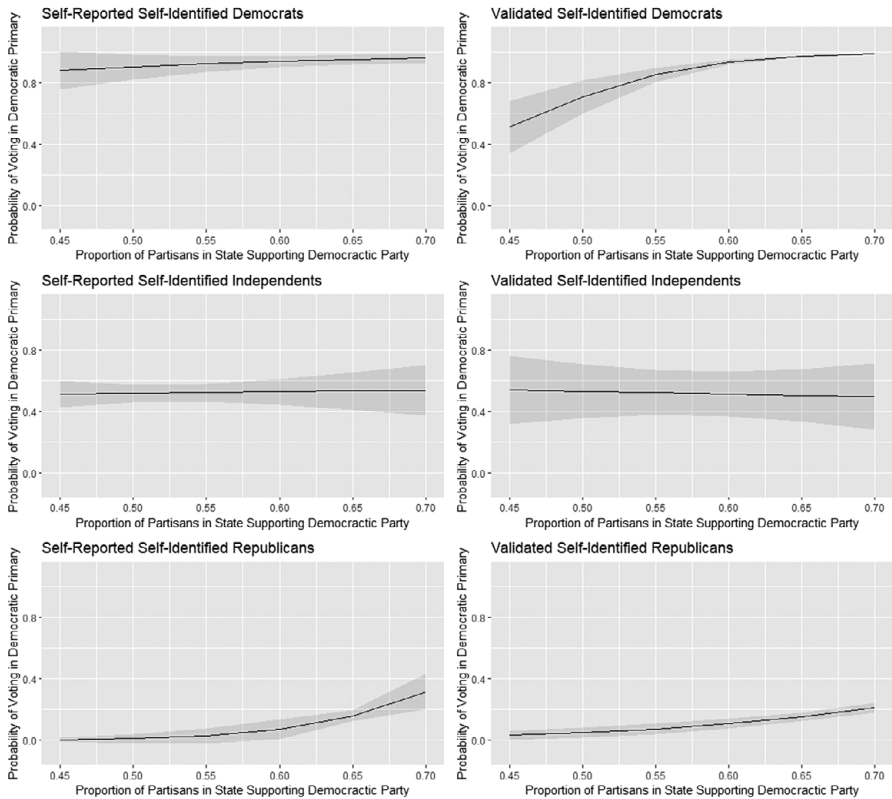 Self-Reported Self-Identified Democrats
Probability of Voting in Democratic Primary
0.8
0.4
0.0
0.45 0.50 0.55 0.60 0.65 0.70
Proportion of Partisans in State Supporting Democractic Party
Validated Self-Identified Democrats
Probability of Voting in Democratic Primary
0.8
0.4
0.0
0.45 0.50 0.55 0.60 0.65 0.70
Proportion of Partisans in State Supporting Democractic Party
Self-Reported Self-Identified Independents
Probability of Voting in Democratic Primary
0.8
0.4
0.0
0.45 0.50 0.55 0.60 0.65 0.70
Proportion of Partisans in State Supporting Democractic Party
Validated Self-Identified Independents
Probability of Voting in Democratic Primary
0.8
0.4
0.0
0.45 0.50 0.55 0.60 0.65 0.70
Proportion of Partisans in State Supporting Democractic Party
Self-Reported Self-Identified Republicans
Probability of Voting in Democratic Primary
0.8
0.4
0.0
0.45 0.50 0.55 0.60 0.65 0.70
Proportion of Partisans in State Supporting Democractic Party
Validated Self-Identified Republicans
Probability of Voting in Democratic Primary
0.8
0.4
0.0
0.45 0.50 0.55 0.60 0.65 0.70
Proportion of Partisans in State Supporting Democractic Party